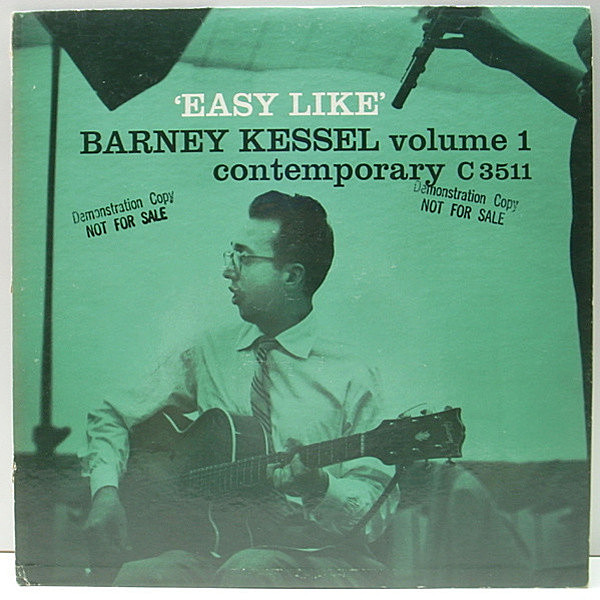 ‘EASY LIKE’
BARNEY KESSEL volume 1
contemporary C 3511
Demonstration Copy
NOT FOR SALE
Demonstration Copy
NOT FOR SALE